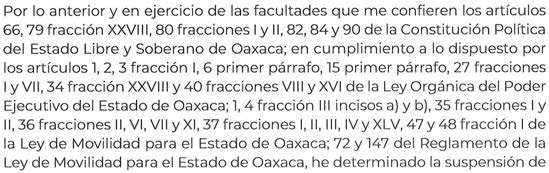 Por lo anterior y en ejercicio de las facultades que me confieren los artículos
66, 79 fracción XXVIII, 80 fracciones I y II, 82, 84 y 90 de la Constitución Política
del Estado Libre y Soberano de Oaxaca; en cumplimiento a lo dispuesto por
los artículos 1, 2, 3 fracción I, 6 primer párrafo, 15 primer párrafo, 27 fracciones
I y VII, 34 fracción XXVIII y 40 fracciones VIII y XVI de la Ley Orgánica del Poder
Ejecutivo del Estado de Oaxaca; 1, 4 fracción III incisos a) y b), 35 fracciones I y
II, 36 fracciones II, VI, VII y XI, 37 fracciones I, II, III, IV y XLV, 47 y 48 fracción I de
la Ley de Movilidad para el Estado de Oaxaca; 72 y 147 del Reglamento de la
Ley de Movilidad para el Estado de Oaxaca, he determinado la suspensión de